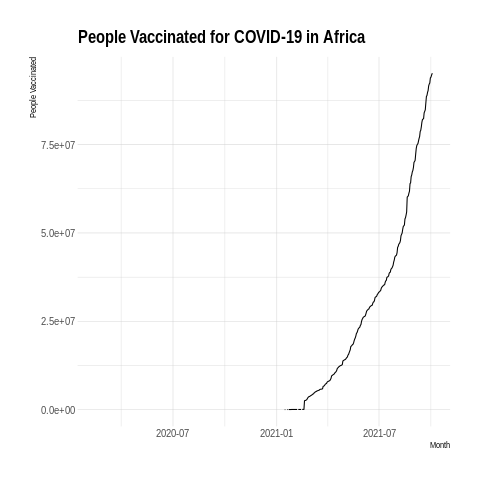 People Vaccinated for COVID-19 in Africa
People Vaccinated
7.5e+07
5.0e+07
2.5e+07
0.0e+00
2020-07 2021-01 2021-07
Month